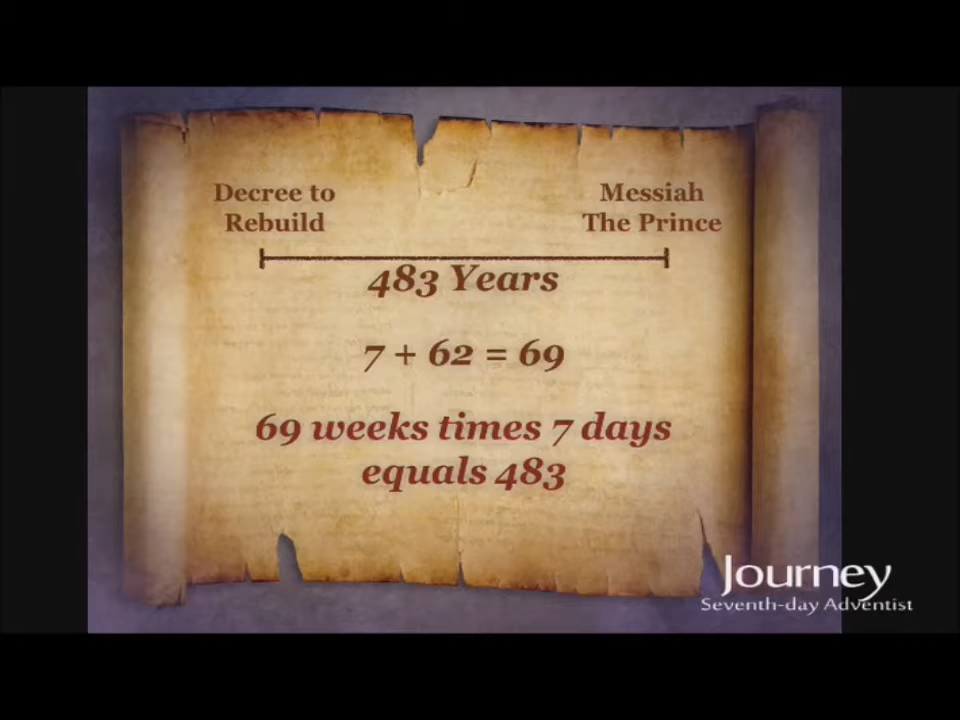 Decree to
Rebuild
Messiah
The Prince
483 Years
7 + 62 = 69
69 weeks times 7 days
equals 483
Journey
Seventh-day Adventist